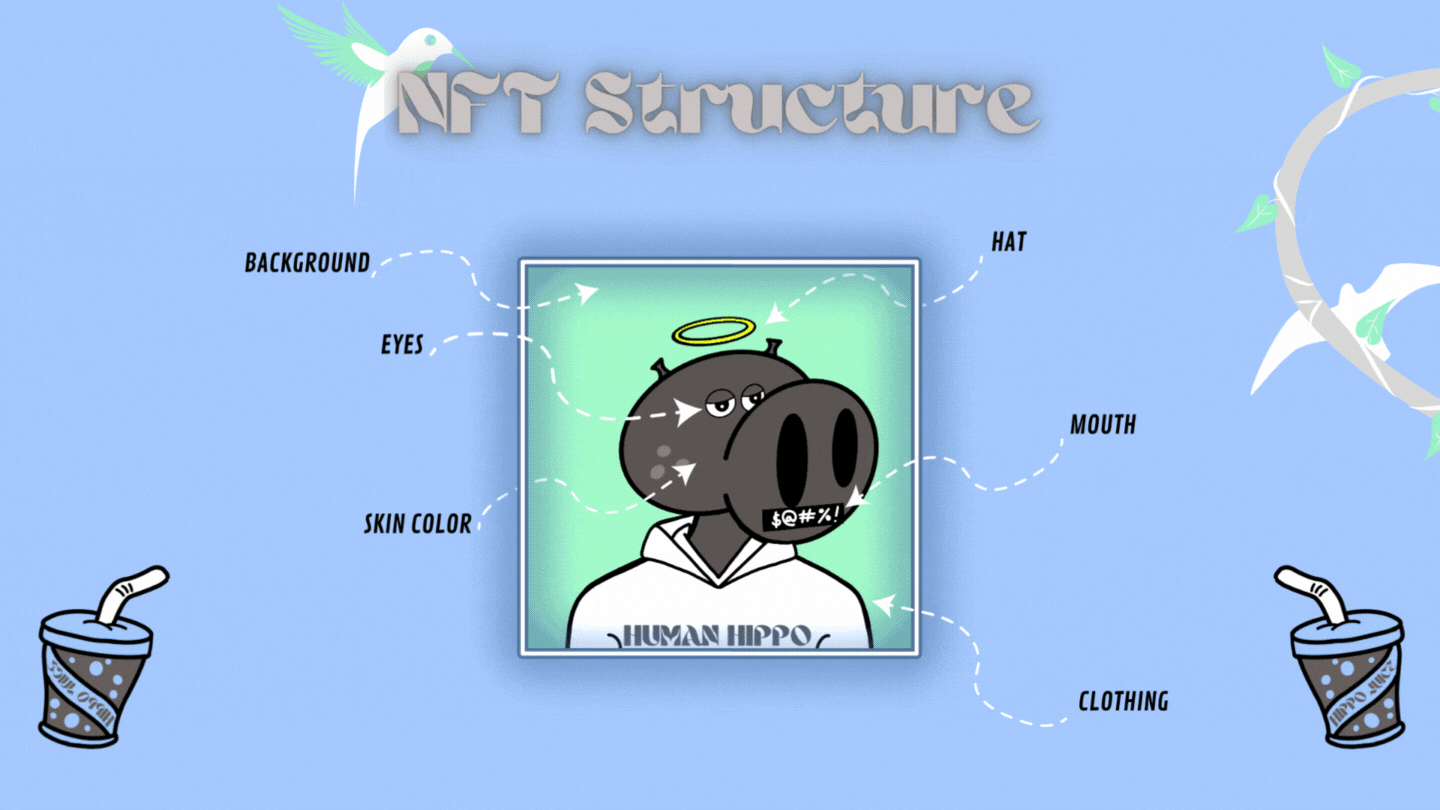 NFT Structure
BACKGROUND
HAT
EYES
MOUTH
SKIN COLOR
$@#%!
HUMAN HIPPO
CLOTHING
HIPPO JUICE
HIPPO JUICE